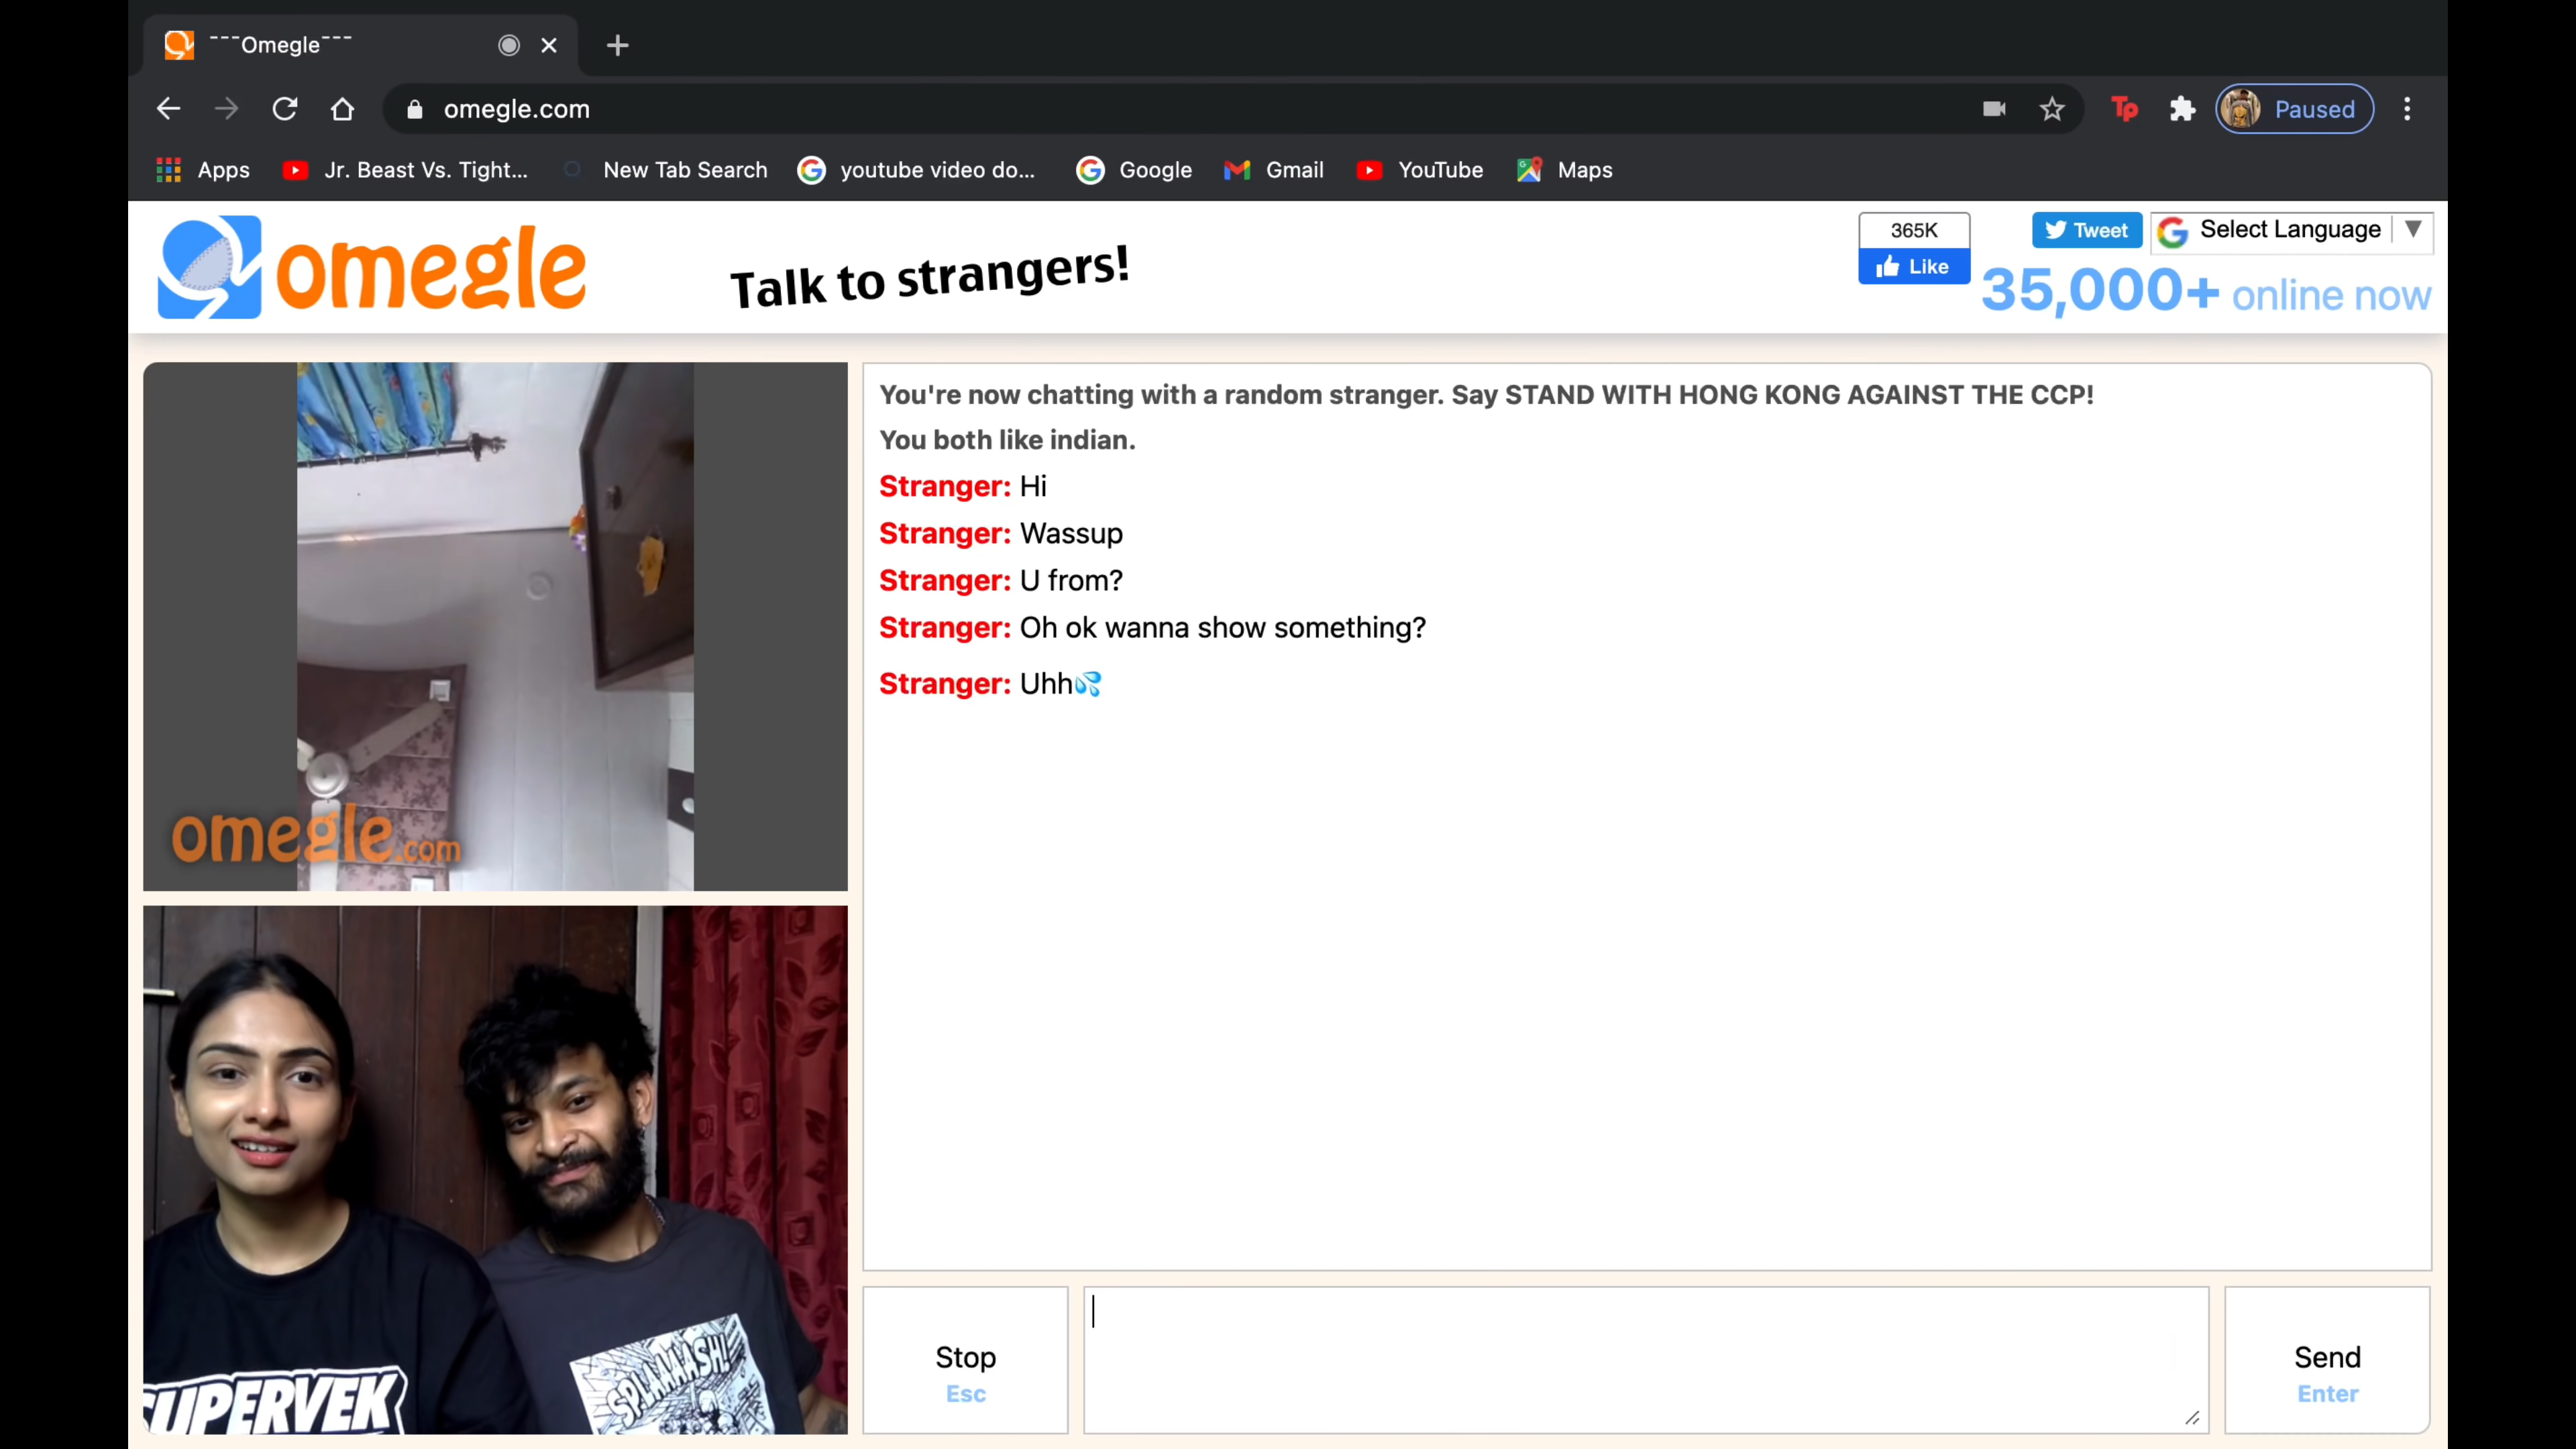 ---Omegle---
omegle.com
Tp
Paused
Apps
Jr. Beast Vs. Tight...
New Tab Search
youtube video do...
Google
Gmail
YouTube
Maps
omegle
Talk to strangers!
365K
Like
Tweet
Select Language
35,000+ online now
You're now chatting with a random stranger. Say STAND WITH HONG KONG AGAINST THE CCP!
You both like indian.
Stranger: Hi
Stranger: Wassup
Stranger: U from?
Stranger: Oh ok wanna show something?
Stranger: Uhh💦
omegle.com
SUPERVEK
SPLAAAASH!
Stop
Esc
Send
Enter